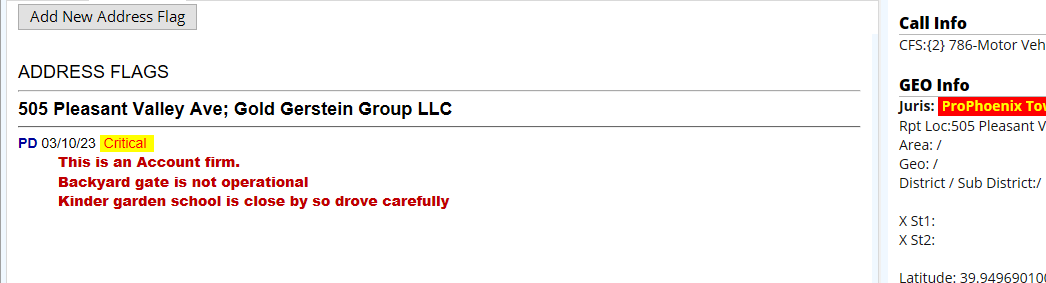 Add New Address Flag
ADDRESS FLAGS
505 Pleasant Valley Ave; Gold Gerstein Group LLC
PD 03/10/23 Critical
This is an Account firm.
Backyard gate is not operational
Kinder garden school is close by so drove carefully
Call Info
CFS:{2} 786-Motor Veh
GEO Info
Juris: ProPhoenix Tow
Rpt Loc:505 Pleasant V
Area: /
Geo: /
District / Sub District:/
X St1:
X St2:
Latitude: 39.949690100